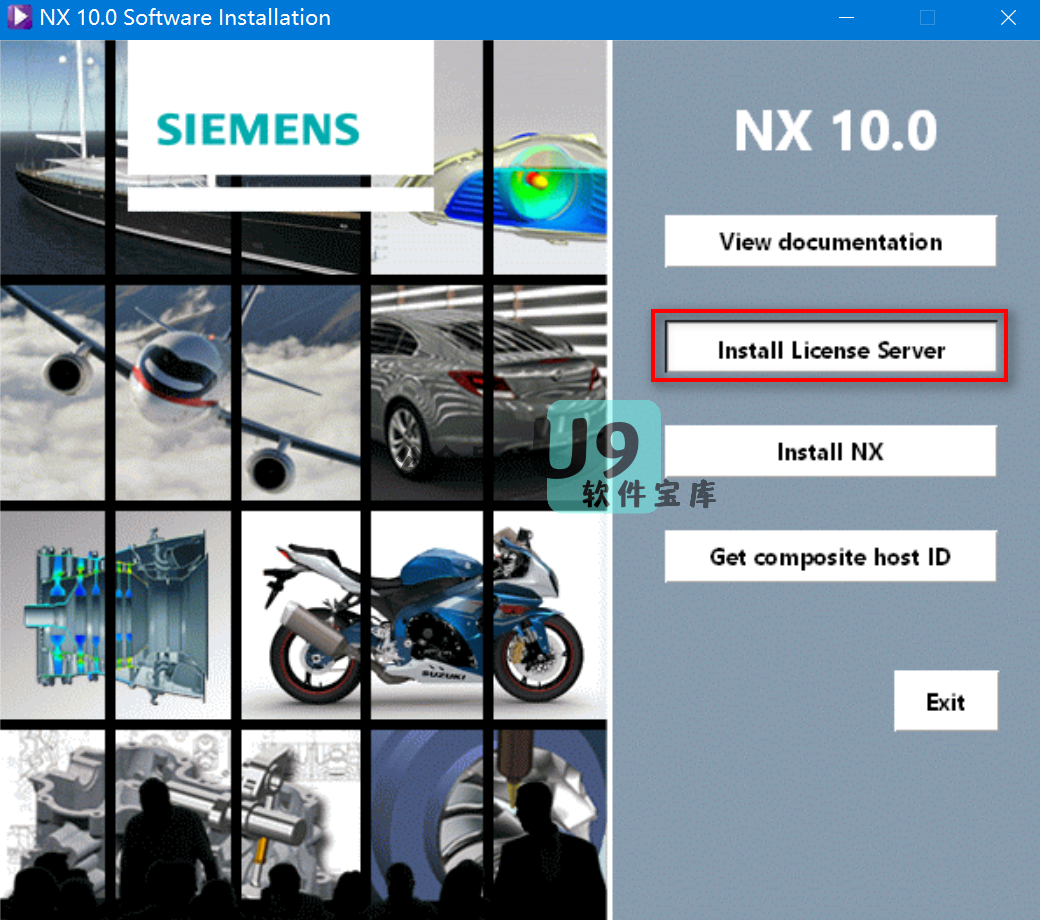 NX 10.0 Software Installation
SIEMENS
NX 10.0
View documentation
Install License Server
Install NX
Get composite host ID
Exit
U9
软件宝库
SUZUKI